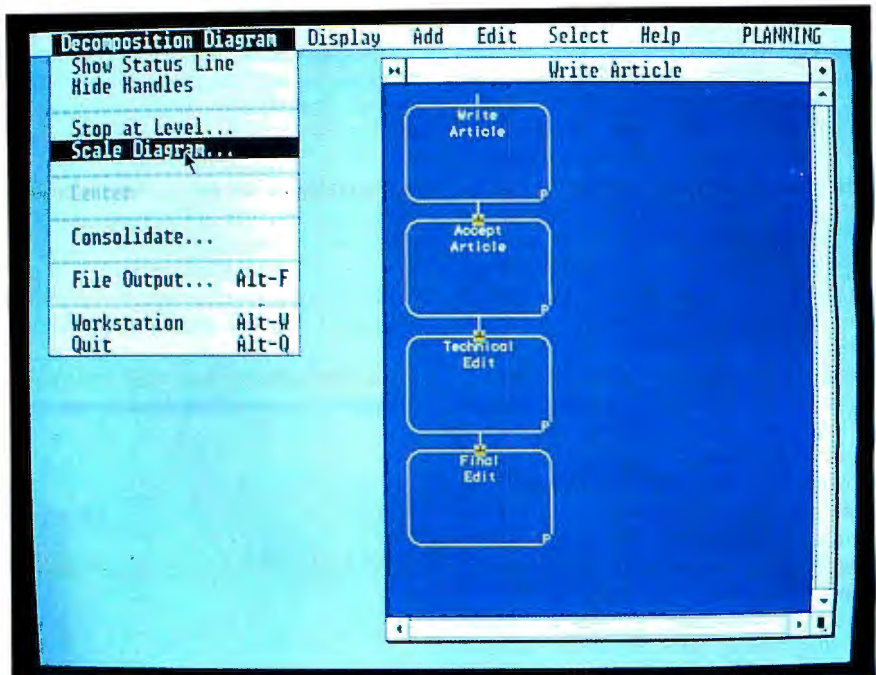 Decomposition Diagram Display Add Edit Select Help PLANNING
Show Status Line
Hide Handles
Stop at Level...
Scale Diagram...
Center
Consolidate...
File Output... Alt-F
Workstation Alt-W
Quit Alt-Q
Write Article
Write
Article
P
Accept
Article
P
Technical
Edit
P
Final
Edit
P